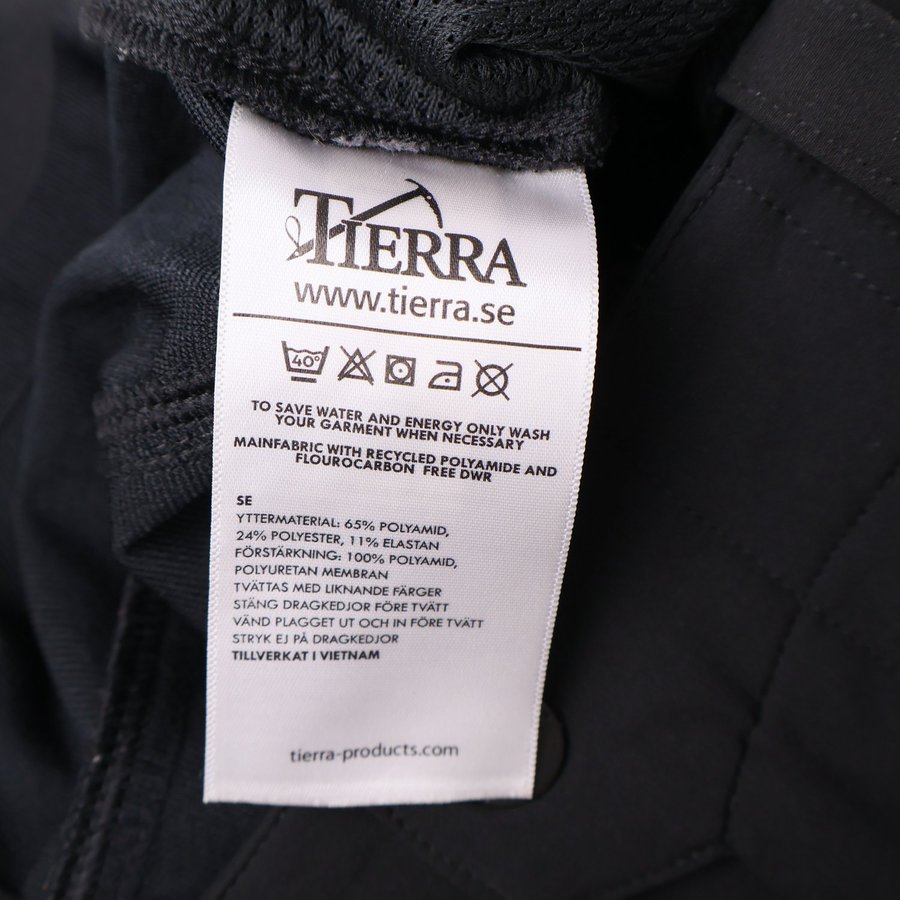 TIERRA
www.tierra.se
40°
TO SAVE WATER AND ENERGY ONLY WASH
YOUR GARMENT WHEN NECESSARY
MAINFABRIC WITH RECYCLED POLYAMIDE AND
FLOUROCARBON FREE DWR
SE
YTTERMATERIAL: 65% POLYAMID,
24% POLYESTER, 11% ELASTAN
FÖRSTÄRKNING: 100% POLYAMID,
POLYURETAN MEMBRAN
TVÄTTAS MED LIKNANDE FÄRGER
STÄNG DRAGKEDJOR FÖRE TVÄTT
VÄND PLAGGET UT OCH IN FÖRE TVÄTT
STRYK EJ PÅ DRAGKEDJOR
TILLVERKAT I VIETNAM
tierra-products.com